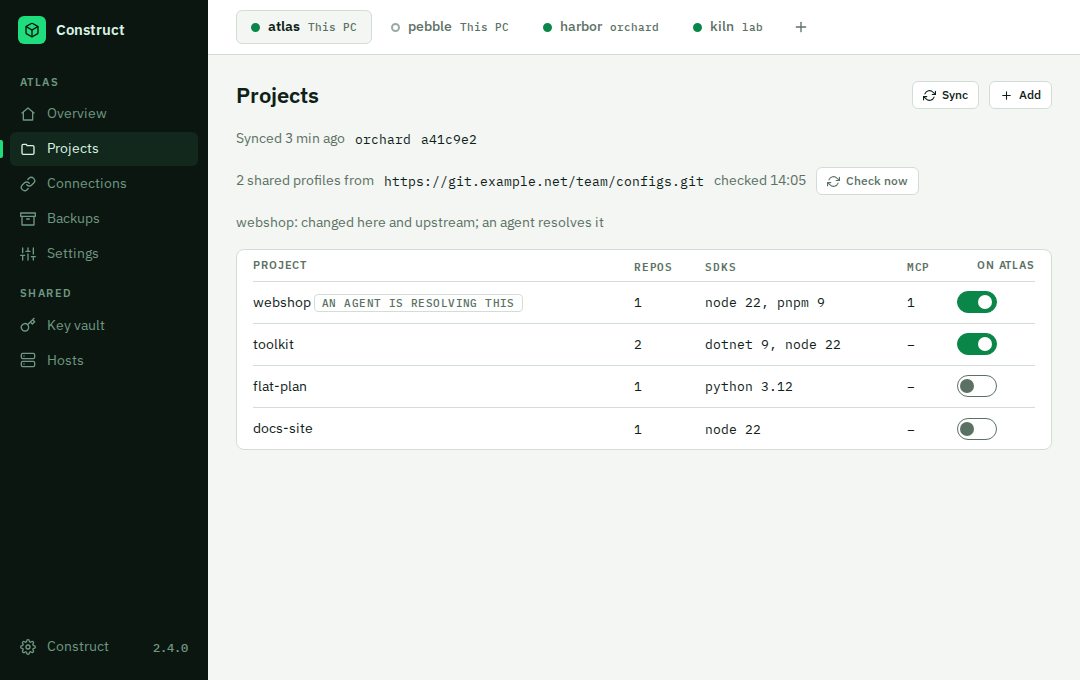 Construct
atlas This PC
pebble This PC
harbor orchard
kiln lab
ATLAS
Overview
Projects
Connections
Backups
Settings
SHARED
Key vault
Hosts
Construct 2.4.0
Projects
Sync
Add
Synced 3 min ago orchard a41c9e2
2 shared profiles from https://git.example.net/team/configs.git checked 14:05 Check now
webshop: changed here and upstream; an agent resolves it
PROJECT REPOS SDKS MCP ON ATLAS
webshop AN AGENT IS RESOLVING THIS 1 node 22, pnpm 9 1
toolkit 2 dotnet 9, node 22 –
flat-plan 1 python 3.12 –
docs-site 1 node 22 –